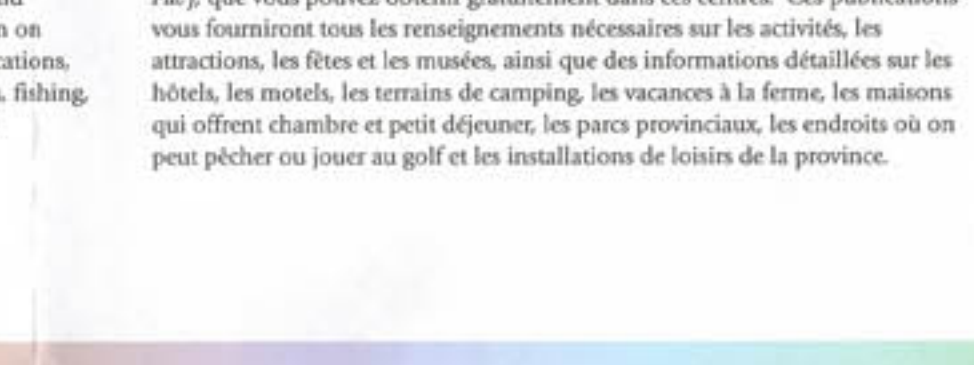 on
vous fourniront tous les renseignements nécessaires sur les activités, les
attractions, les fêtes et les musées, ainsi que des informations détaillées sur les
fishing,
hôtels, les motels, les terrains de camping, les vacances à la ferme, les maisons
qui offrent chambre et petit déjeuner, les parcs provinciaux, les endroits où on
peut pêcher ou jouer au golf et les installations de loisirs de la province.